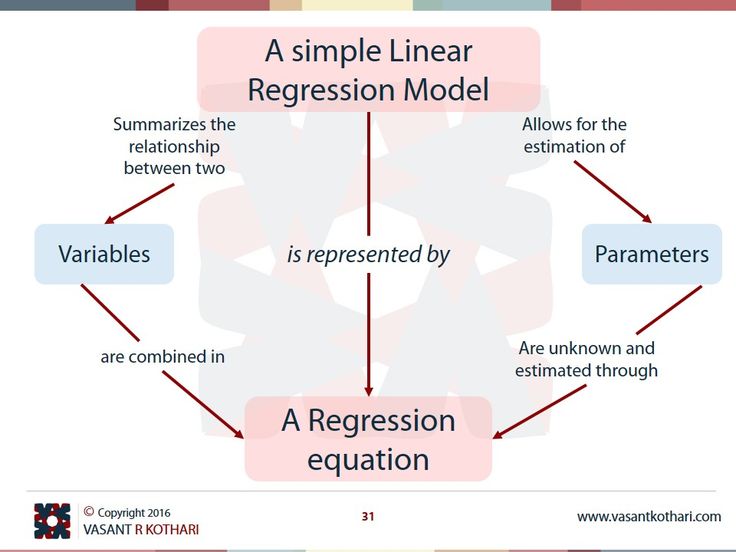 A simple Linear
Regression Model
Summarizes the
relationship
between two
Allows for the
estimation of
Variables
is represented by
Parameters
are combined in
Are unknown and
estimated through
A Regression
equation
© Copyright 2016
VASANT R KOTHARI
31
www.vasantkothari.com